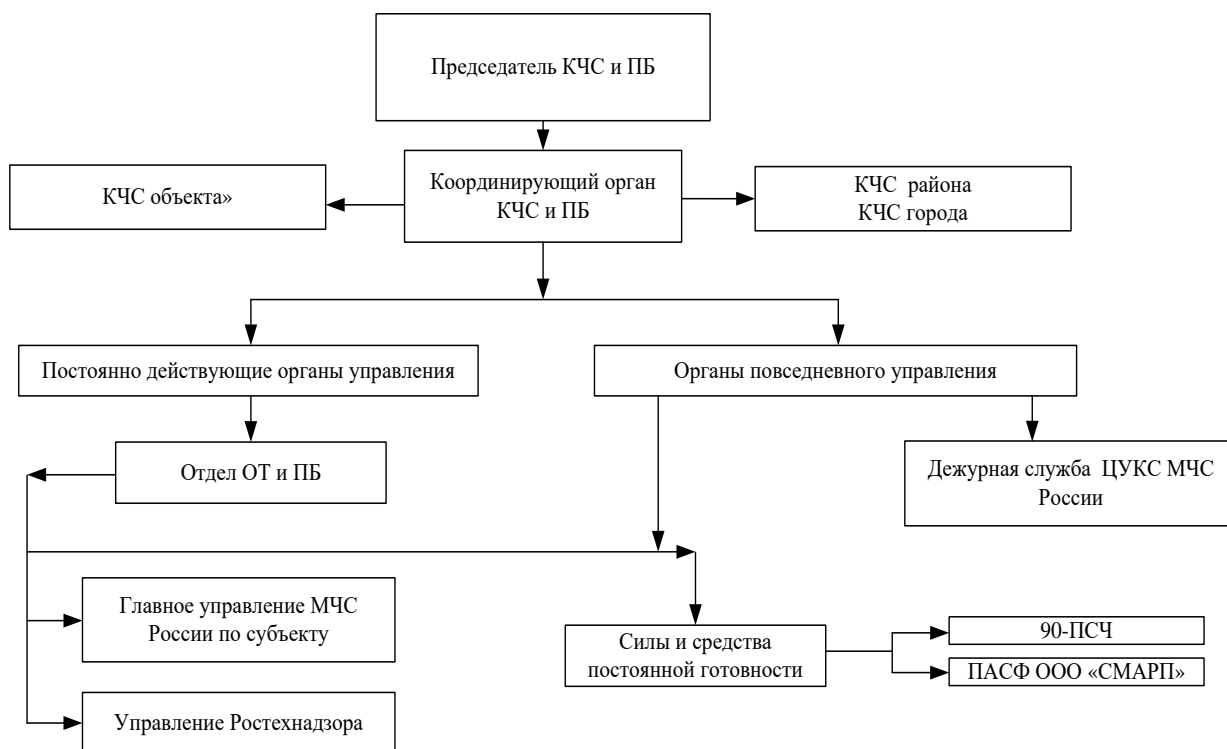 Председатель КЧС и ПБ
КЧС объекта»
Координирующий орган
КЧС и ПБ
КЧС района
КЧС города
Постоянно действующие органы управления
Органы повседневного управления
Отдел ОТ и ПБ
Дежурная служба ЦУКС МЧС
России
Главное управление МЧС
России по субъекту
Силы и средства
постоянной готовности
90-ПСЧ
ПАСФ ООО «СМАРП»
Управление Ростехнадзора